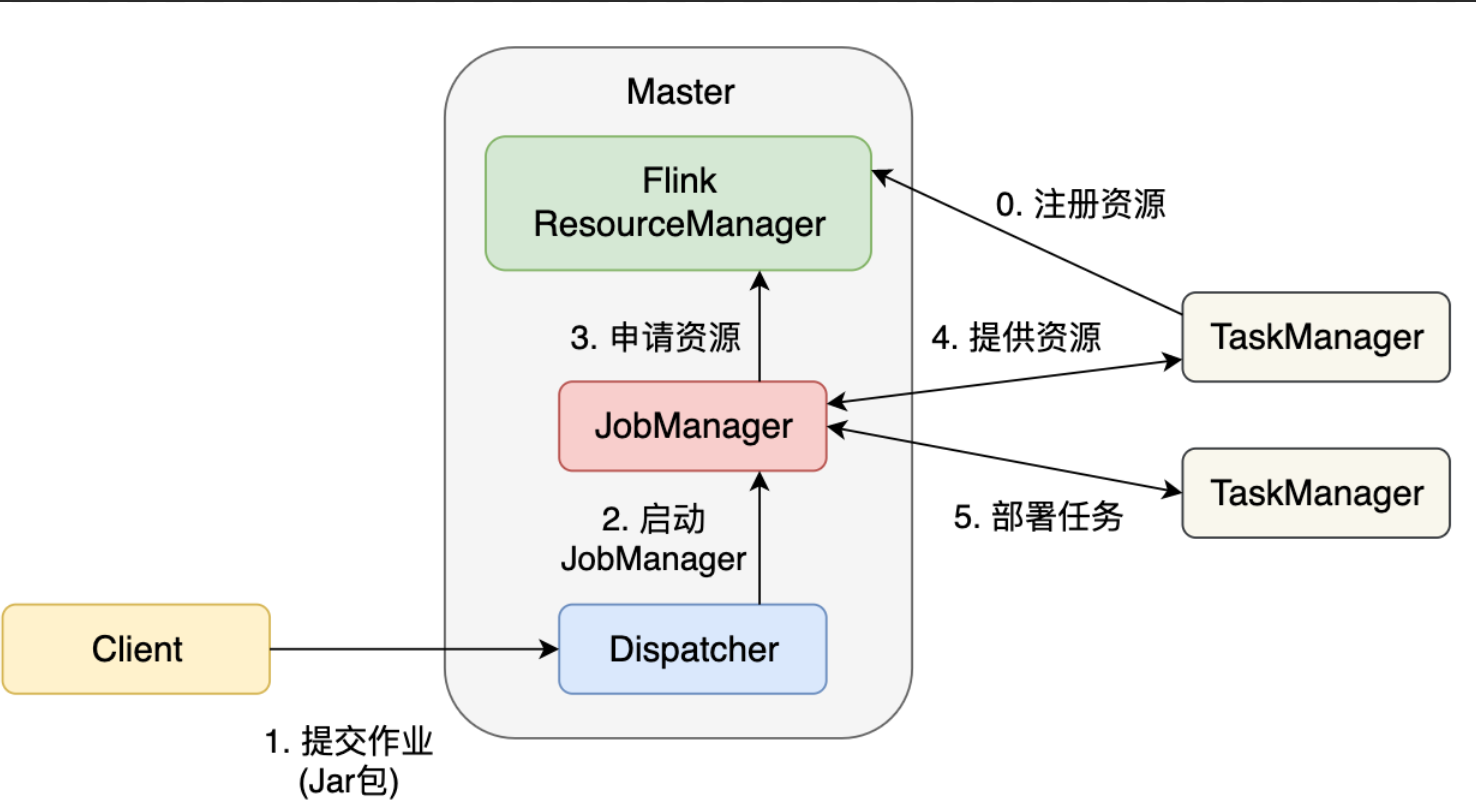 Master
Flink
ResourceManager
0. 注册资源
3. 申请资源
4. 提供资源
TaskManager
JobManager
TaskManager
2. 启动
JobManager
5. 部署任务
Client
Dispatcher
1. 提交作业
(Jar包)